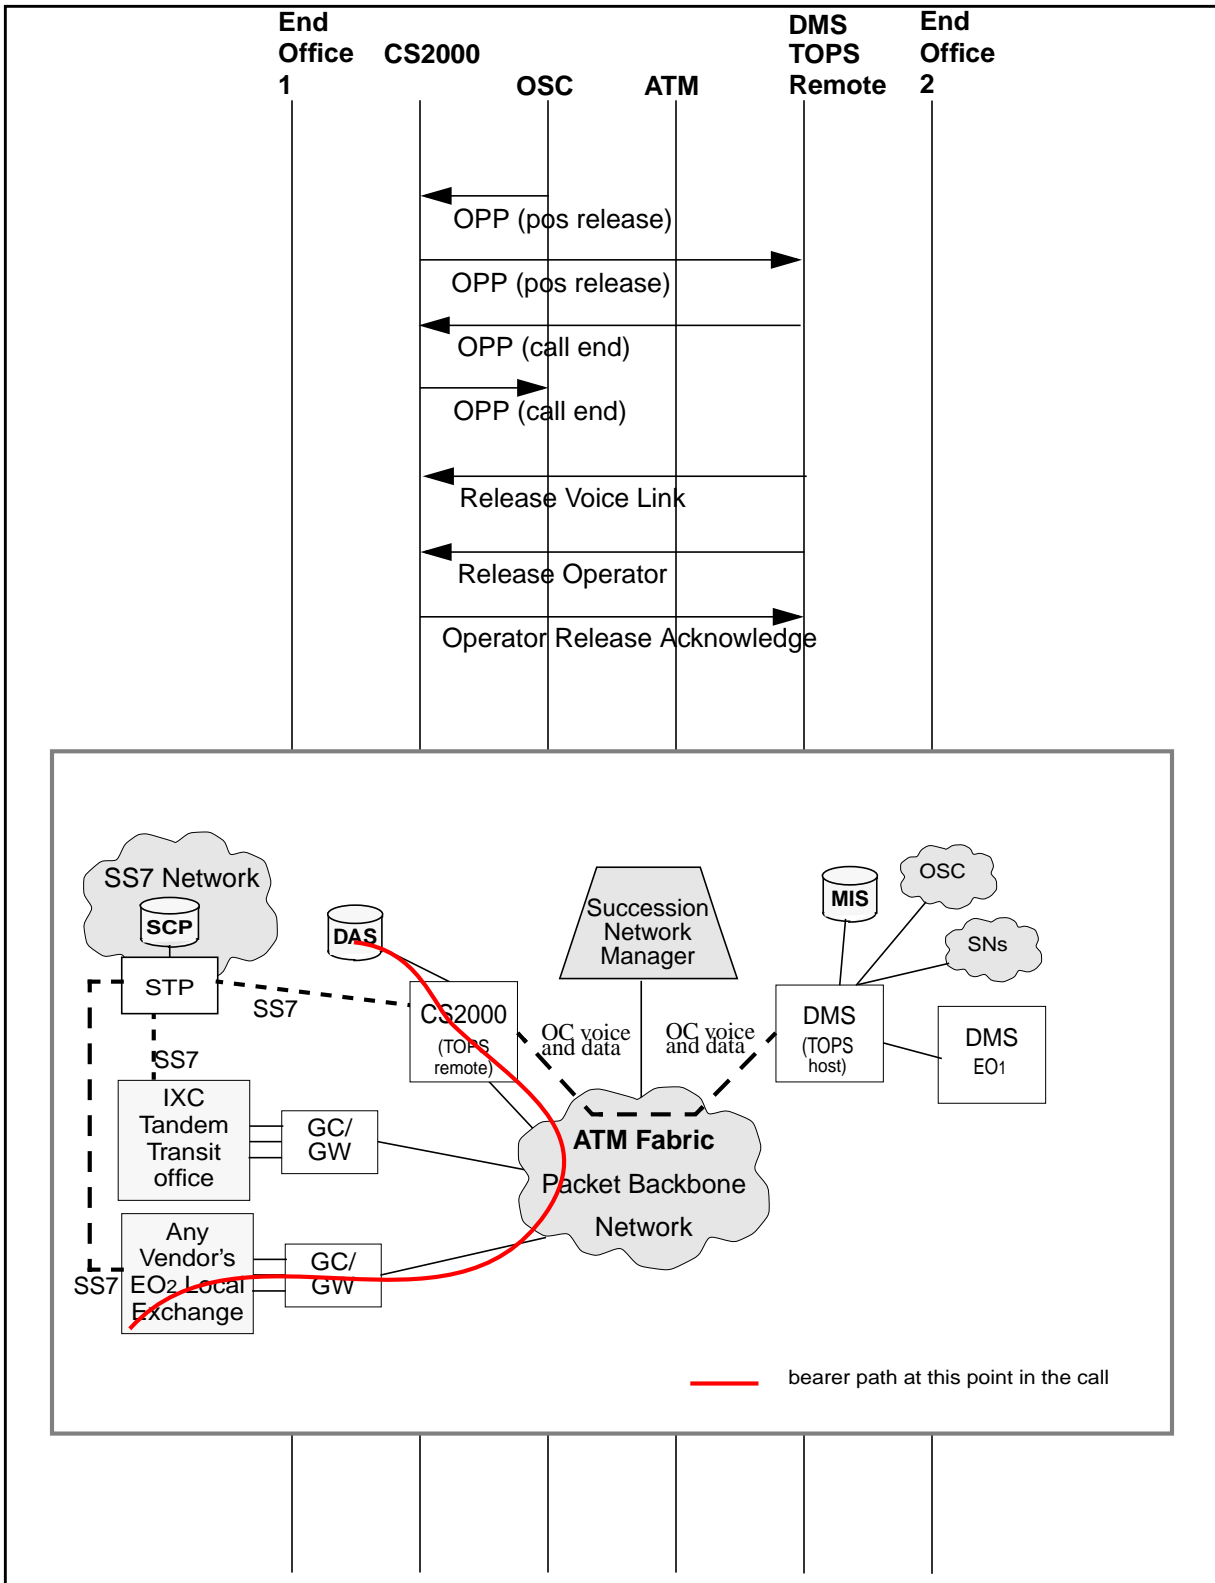 End
Office
1
CS2000
OSC
ATM
DMS
TOPS
Remote
End
Office
2
OPP (pos release)
OPP (pos release)
OPP (call end)
OPP (call end)
Release Voice Link
Release Operator
Operator Release Acknowledge
SS7 Network
SCP
STP
SS7
SS7
DAS
CS2000
(TOPS
remote)
OC voice
and data
Succession
Network
Manager
OC voice
and data
MIS
OSC
SNs
DMS
(TOPS
host)
DMS
EO1
IXC
Tandem
Transit
office
GC/
GW
ATM Fabric
Packet Backbone
Network
SS7
Any
Vendor's
EO2 Local
Exchange
GC/
GW
bearer path at this point in the call